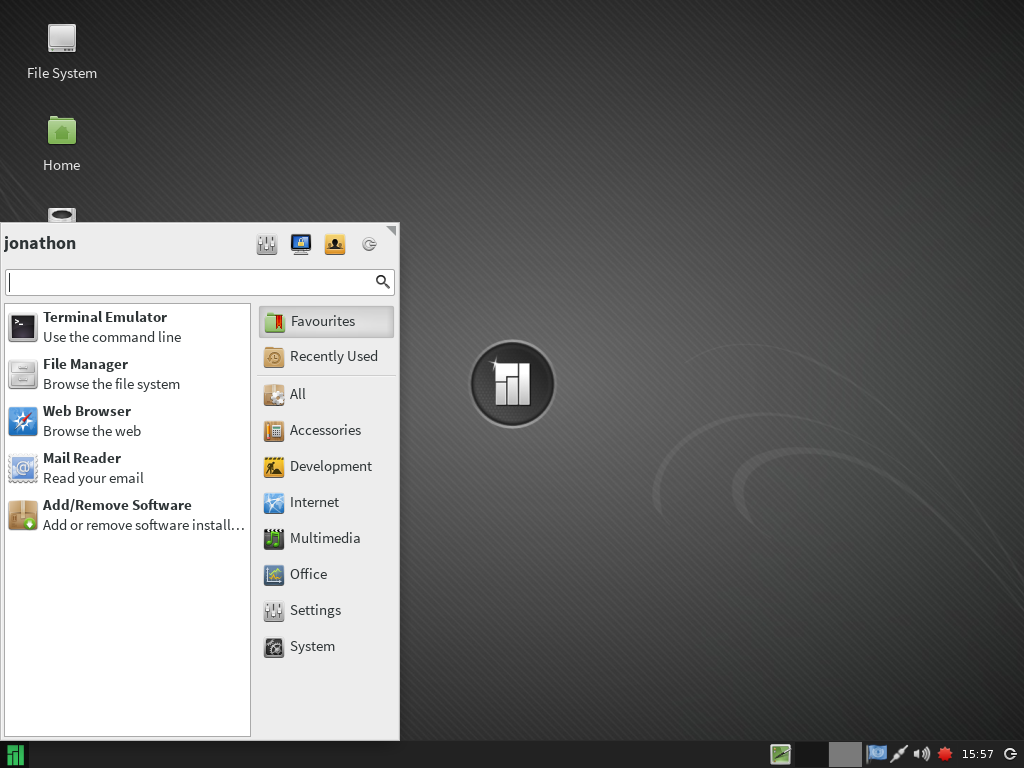 File System
Home
jonathon
Terminal Emulator
Use the command line
File Manager
Browse the file system
Web Browser
Browse the web
Mail Reader
Read your email
Add/Remove Software
Add or remove software install…
Favourites
Recently Used
All
Accessories
Development
Internet
Multimedia
Office
Settings
System
15:57